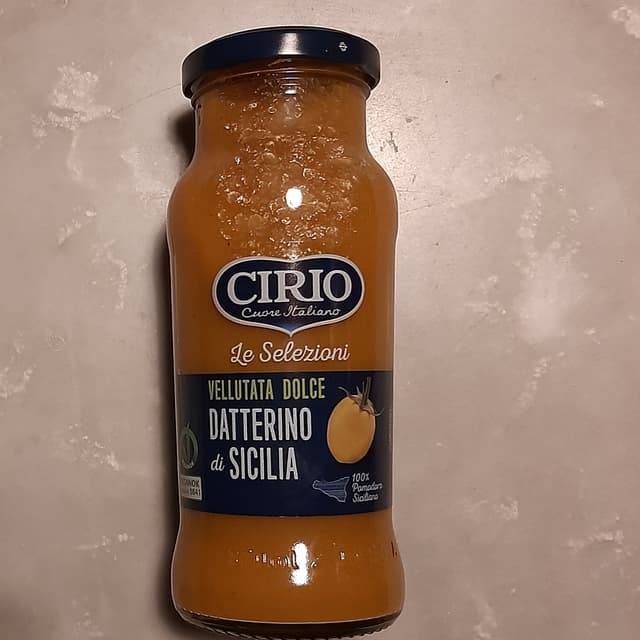 CIRIO
Cuore Italiano
Le Selezioni
VELLUTATA DOLCE
DATTERINO
di SICILIA
100%
Pomodoro
Siciliano